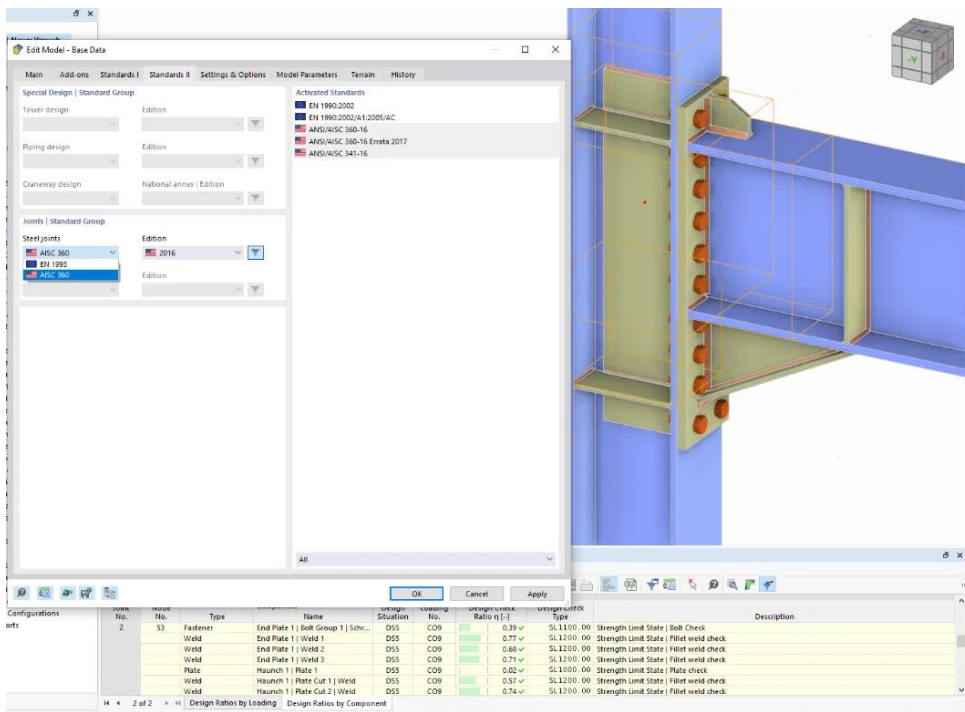 Edit Model - Base Data
Main Add-ons Standards I Standards II Settings & Options Model Parameters Terrain History
Special Design | Standard Group
Tower design Edition
Piping design Edition
Craneway design National annex | Edition
Joints | Standard Group
Steel joints Edition
AISC 360 2016
EN 1993
AISC 360
Edition
Activated Standards
EN 1990:2002
EN 1990:2002/A1:2005/AC
ANSI/AISC 360-16
ANSI/AISC 360-16 Errata 2017
ANSI/AISC 341-16
All
OK Cancel Apply
-Y
Configurations
Joint Node Design Loading Design Check Design Check
No. No. Type Name Situation No. Ratio η [--] Type Description
2 53 Fastener End Plate 1 | Bolt Group 1 | Schr... DS5 CO9 0.39 SL1100.00 Strength Limit State | Bolt Check
Weld End Plate 1 | Weld 1 DS5 CO9 0.77 SL1200.00 Strength Limit State | Fillet weld check
Weld End Plate 1 | Weld 2 DS5 CO9 0.68 SL1200.00 Strength Limit State | Fillet weld check
Weld End Plate 1 | Weld 3 DS5 CO9 0.71 SL1200.00 Strength Limit State | Fillet weld check
Plate Haunch 1 | Plate 1 DS5 CO9 0.02 SL1000.00 Strength Limit State | Plate check
Weld Haunch 1 | Plate Cut 1 | Weld DS5 CO9 0.57 SL1200.00 Strength Limit State | Fillet weld check
Weld Haunch 1 | Plate Cut 2 | Weld DS5 CO9 0.74 SL1200.00 Strength Limit State | Fillet weld check
2 of 2 Design Ratios by Loading Design Ratios by Component